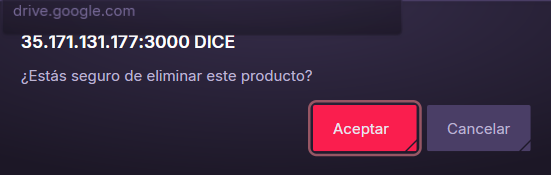 drive.google.com
35.171.131.177:3000 DICE
¿Estás seguro de eliminar este producto?
Aceptar
Cancelar